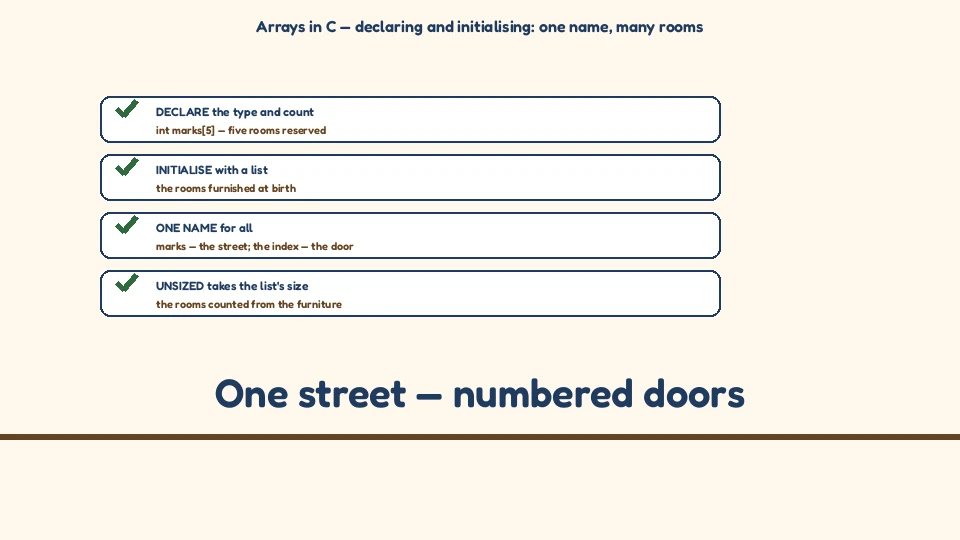 Arrays in C — declaring and initialising: one name, many rooms
DECLARE the type and count
int marks[5] — five rooms reserved
INITIALISE with a list
the rooms furnished at birth
ONE NAME for all
marks — the street; the index — the door
UNSIZED takes the list's size
the rooms counted from the furniture
One street — numbered doors